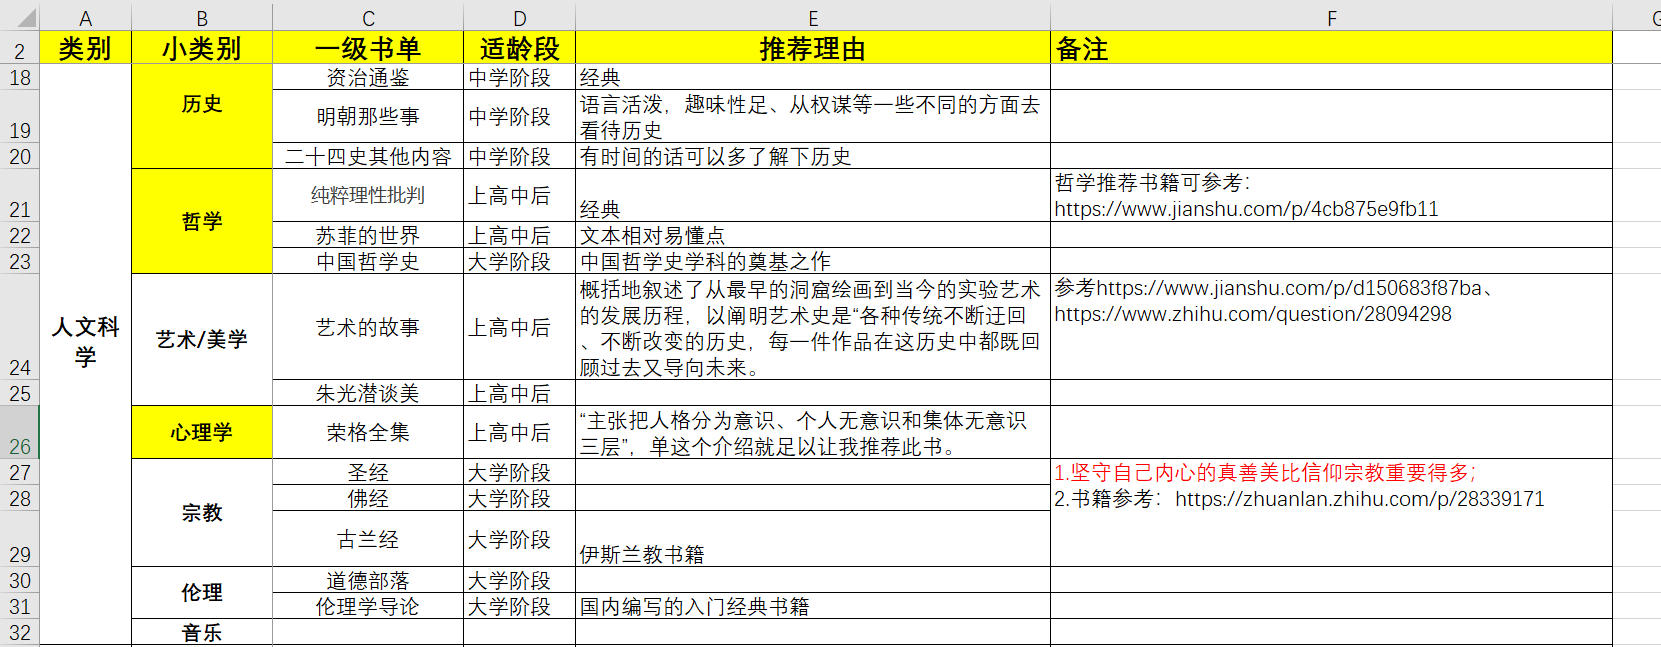 A B C D E F G
2 类别 小类别 一级书单 适龄段 推荐理由 备注
18 资治通鉴 中学阶段 经典
历史
19 明朝那些事 中学阶段 语言活泼，趣味性足、从权谋等一些不同的方面去
看待历史
20 二十四史其他内容 中学阶段 有时间的话可以多了解下历史
21 纯粹理性批判 上高中后 经典 哲学推荐书籍可参考：
https://www.jianshu.com/p/4cb875e9fb11
哲学
22 苏菲的世界 上高中后 文本相对易懂点
23 中国哲学史 大学阶段 中国哲学史学科的奠基之作
人文科
学
24 艺术/美学 艺术的故事 上高中后 概括地叙述了从最早的洞窟绘画到当今的实验艺术
的发展历程，以阐明艺术史是“各种传统不断迂回
、不断改变的历史，每一件作品在这历史中都既回
顾过去又导向未来。
参考https://www.jianshu.com/p/d150683f87ba、
https://www.zhihu.com/question/28094298
25 朱光潜谈美 上高中后
26 心理学 荣格全集 上高中后 “主张把人格分为意识、个人无意识和集体无意识
三层”，单这个介绍就足以让我推荐此书。
27 圣经 大学阶段 1.坚守自己内心的真善美比信仰宗教重要得多；
28 佛经 大学阶段 2.书籍参考：https://zhuanlan.zhihu.com/p/28339171
宗教
29 古兰经 大学阶段 伊斯兰教书籍
30 道德部落 大学阶段
伦理
31 伦理学导论 大学阶段 国内编写的入门经典书籍
32 音乐